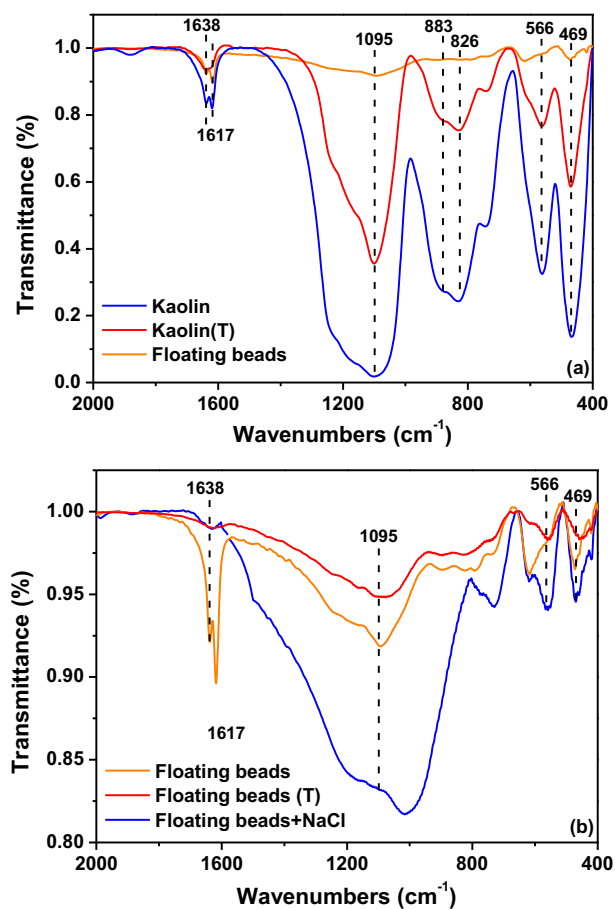 1638
1095
883
826
566
469
1617
1.0
0.8
0.6
0.4
0.2
0.0
Transmittance (%)
Kaolin
Kaolin(T)
Floating beads
(a)
2000
1600
1200
800
400
Wavenumbers (cm-1)
1638
1095
566
469
1617
1.00
0.95
0.90
0.85
0.80
Transmittance (%)
Floating beads
Floating beads (T)
Floating beads+NaCl
(b)
2000
1600
1200
800
400
Wavenumbers (cm-1)